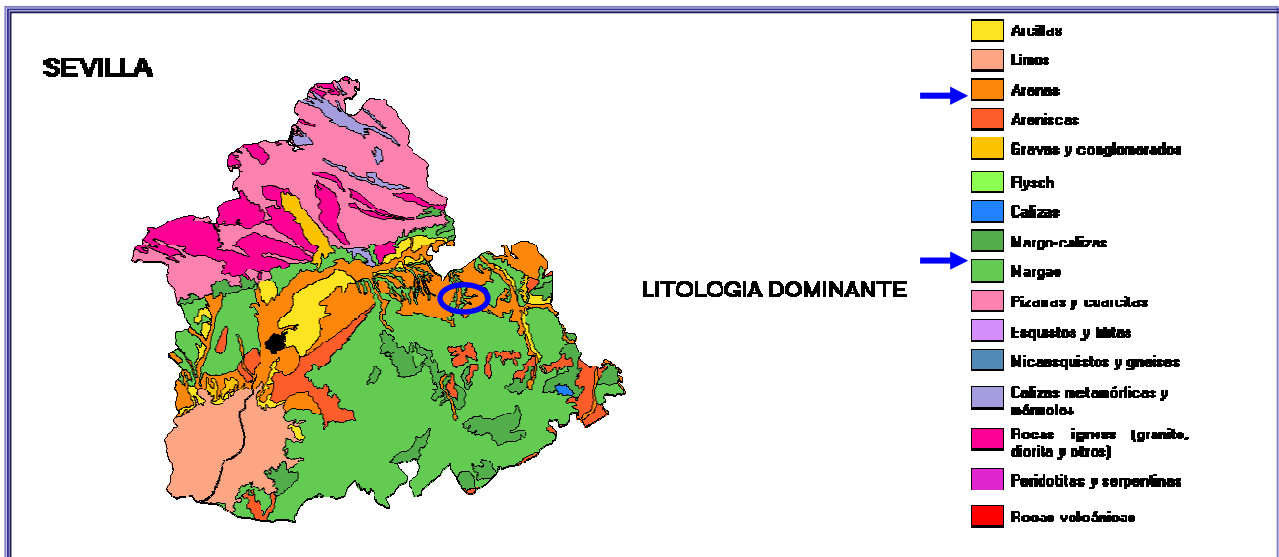 SEVILLA
LITOLOGIA DOMINANTE
Arcillas
Limos
Arenas
Areniscas
Gravas y conglomerados
Flysch
Calizas
Margo-calizas
Margas
Pizarras y cuarcitas
Esquistos y filitas
Micaesquistos y gneises
Calizas metamórficas y
mármoles
Rocas igneas (granito,
diorita y otros)
Peridotitas y serpentinas
Rocas volcánicas